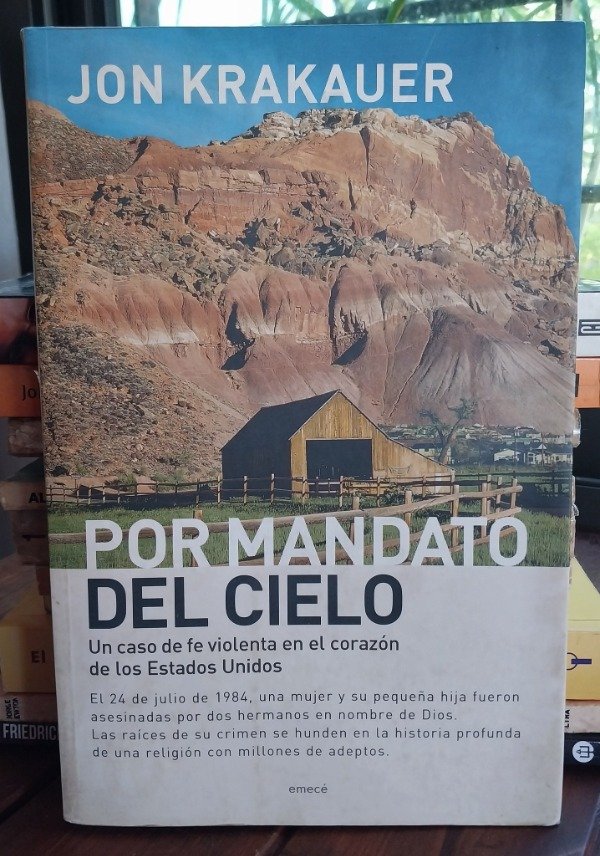 JON KRAKAUER
POR MANDATO
DEL CIELO
Un caso de fe violenta en el corazón
de los Estados Unidos
El 24 de julio de 1984, una mujer y su pequeña hija fueron
asesinadas por dos hermanos en nombre de Dios.
Las raíces de su crimen se hunden en la historia profunda
de una religión con millones de adeptos.
emecé
FRIEDRIC